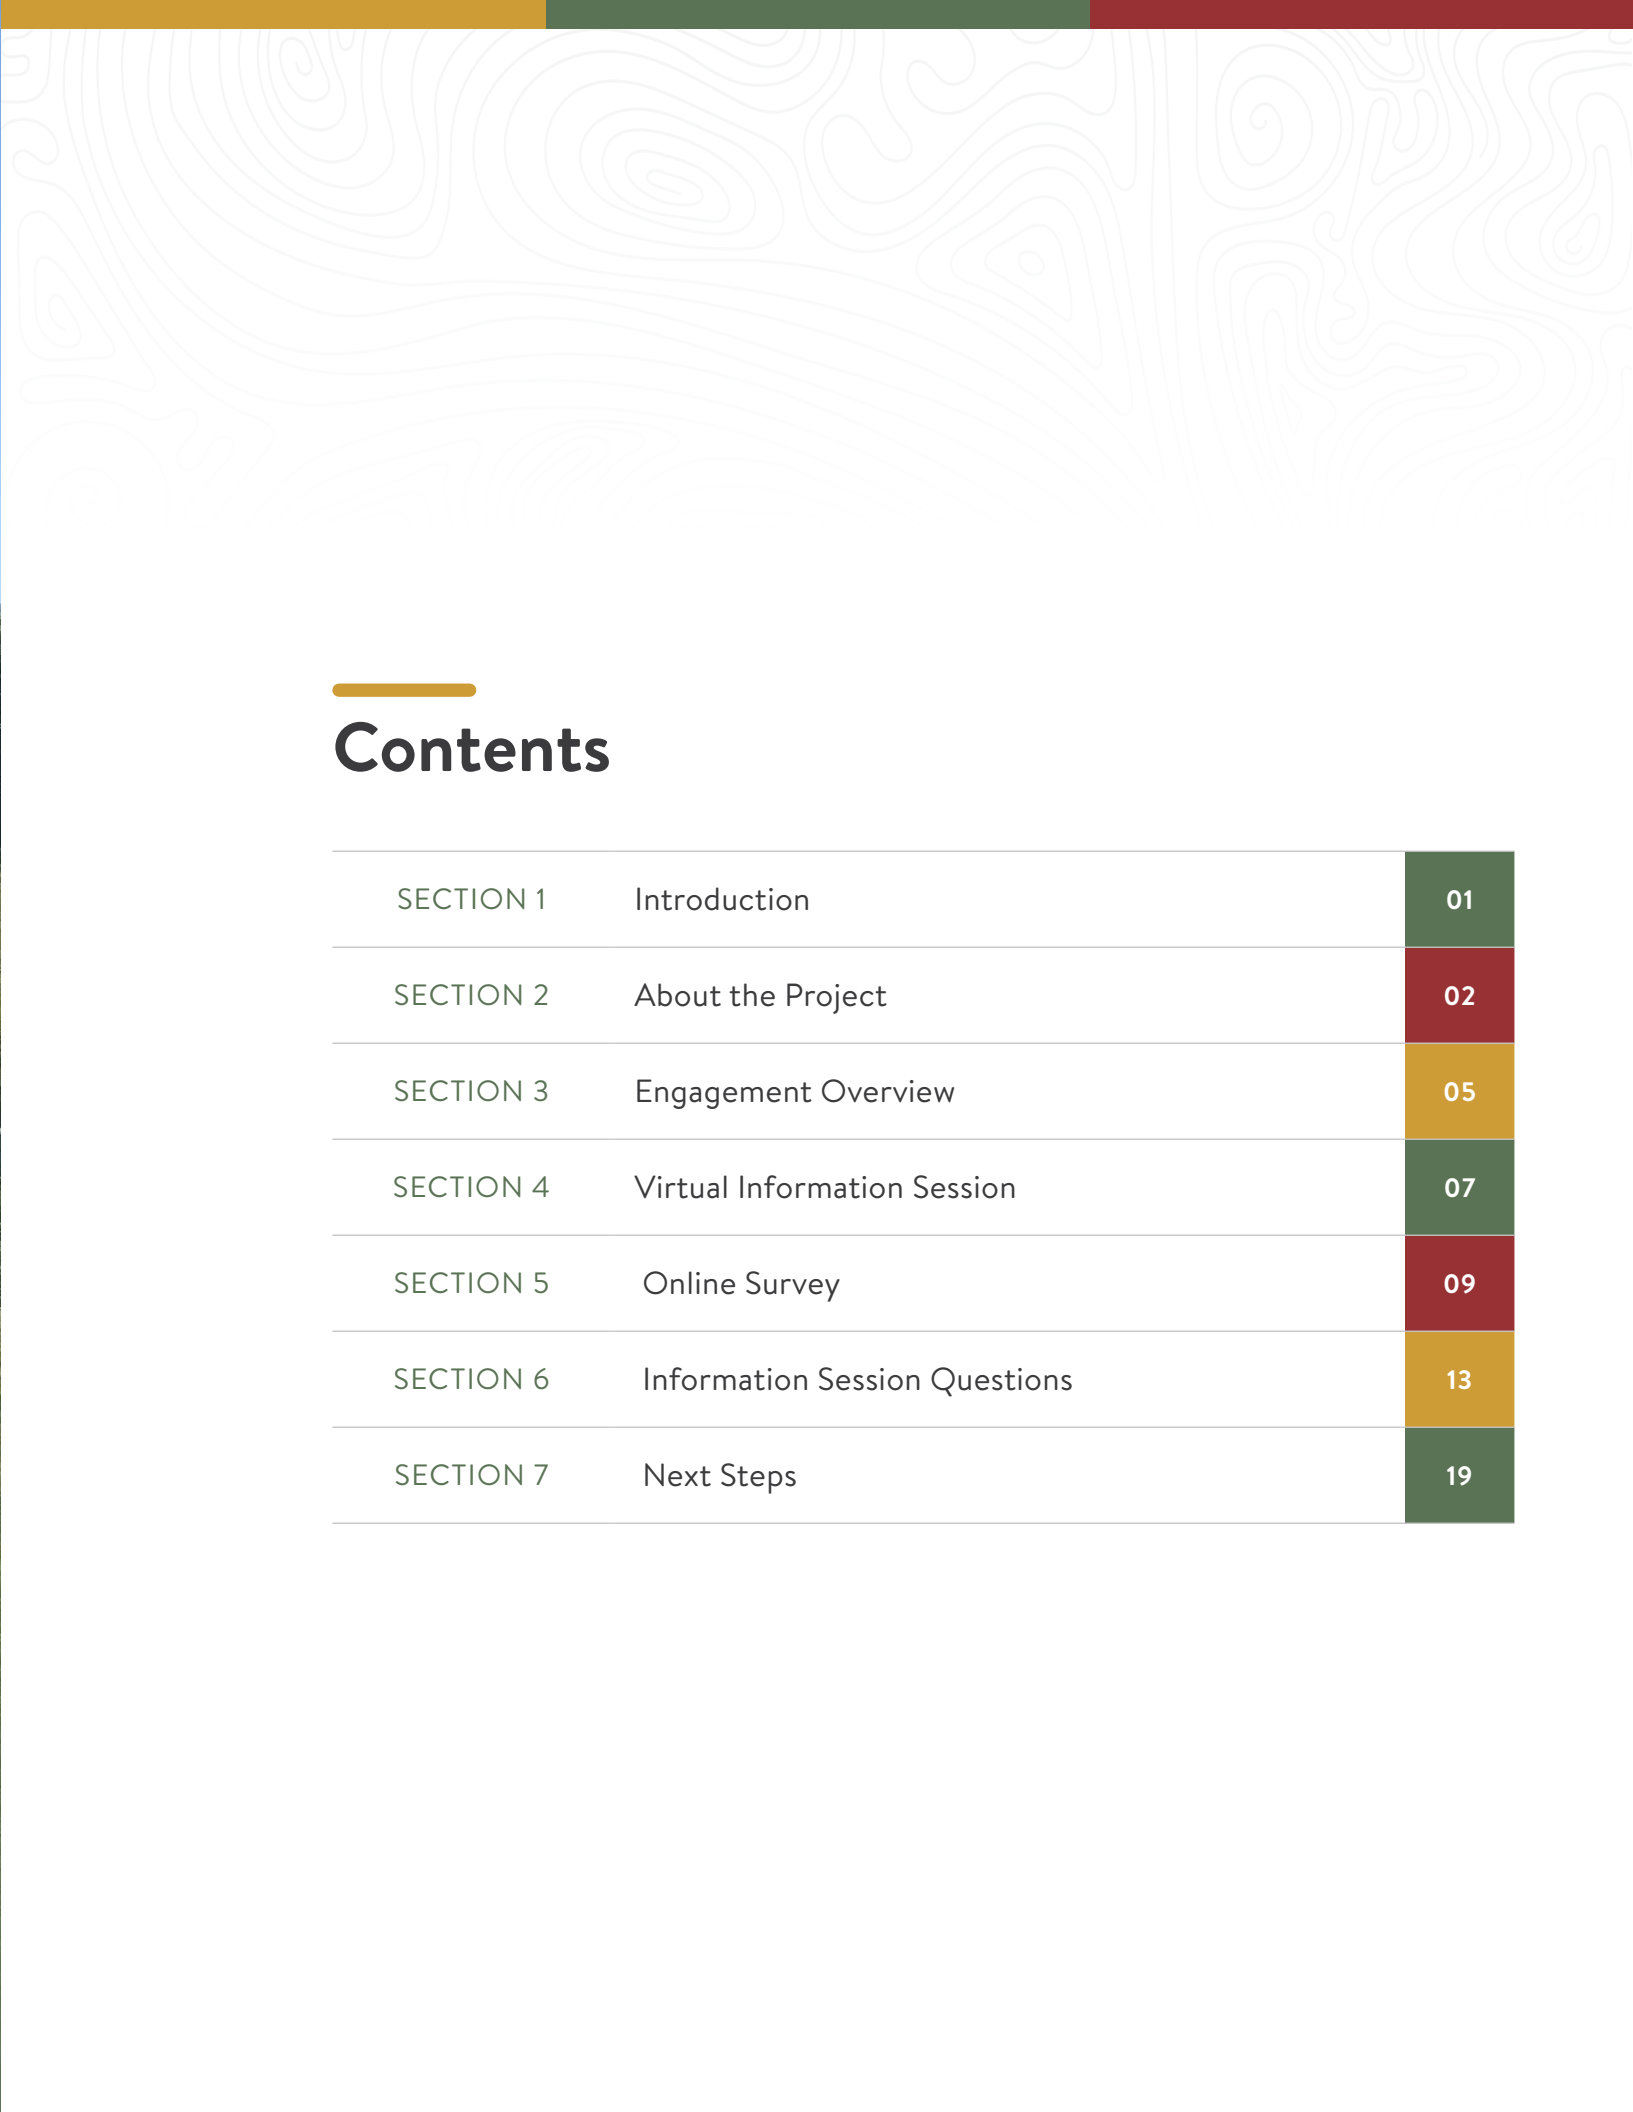 Contents
SECTION 1 Introduction 01
SECTION 2 About the Project 02
SECTION 3 Engagement Overview 05
SECTION 4 Virtual Information Session 07
SECTION 5 Online Survey 09
SECTION 6 Information Session Questions 13
SECTION 7 Next Steps 19